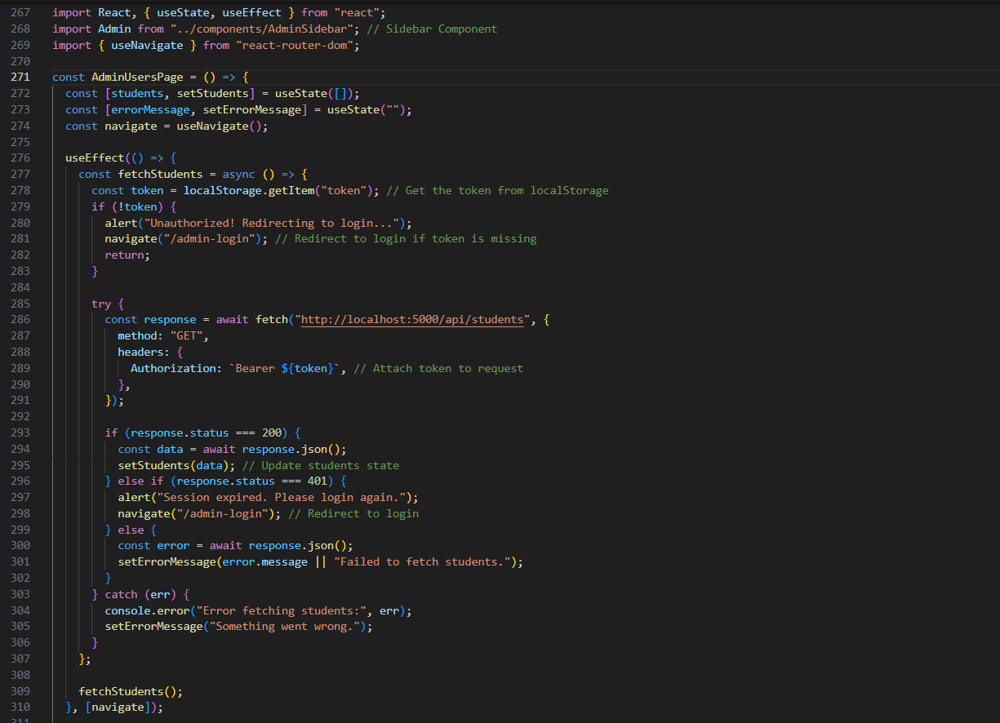 267 import React, { useState, useEffect } from "react";
268 import Admin from "../components/AdminSidebar"; // Sidebar Component
269 import { useNavigate } from "react-router-dom";
270
271 const AdminUsersPage = () => {
272   const [students, setStudents] = useState([]);
273   const [errorMessage, setErrorMessage] = useState("");
274   const navigate = useNavigate();
275
276   useEffect(() => {
277     const fetchStudents = async () => {
278       const token = localStorage.getItem("token"); // Get the token from localStorage
279       if (!token) {
280         alert("Unauthorized! Redirecting to login...");
281         navigate("/admin-login"); // Redirect to login if token is missing
282         return;
283       }
284
285       try {
286         const response = await fetch("http://localhost:5000/api/students", {
287           method: "GET",
288           headers: {
289             Authorization: `Bearer ${token}`, // Attach token to request
290           },
291         });
292
293         if (response.status === 200) {
294           const data = await response.json();
295           setStudents(data); // Update students state
296         } else if (response.status === 401) {
297           alert("Session expired. Please login again.");
298           navigate("/admin-login"); // Redirect to login
299         } else {
300           const error = await response.json();
301           setErrorMessage(error.message || "Failed to fetch students.");
302         }
303       } catch (err) {
304         console.error("Error fetching students:", err);
305         setErrorMessage("Something went wrong.");
306       }
307     };
308
309     fetchStudents();
310   }, [navigate]);
311